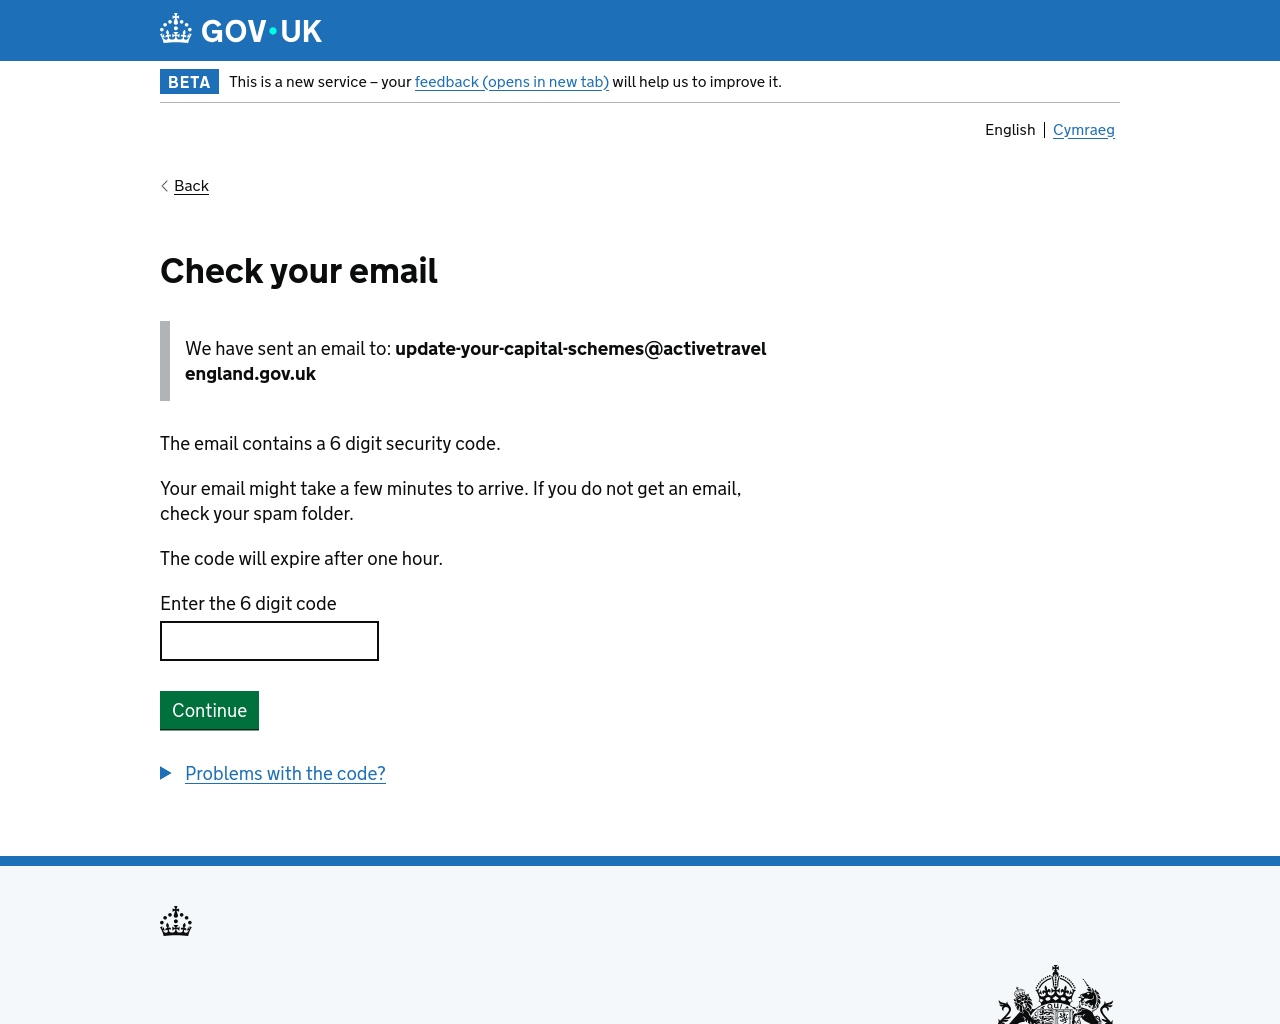 GOV•UK
BETA This is a new service – your feedback (opens in new tab) will help us to improve it.
English | Cymraeg
Back
Check your email
We have sent an email to: update-your-capital-schemes@activetravel
england.gov.uk
The email contains a 6 digit security code.
Your email might take a few minutes to arrive. If you do not get an email,
check your spam folder.
The code will expire after one hour.
Enter the 6 digit code
Continue
Problems with the code?